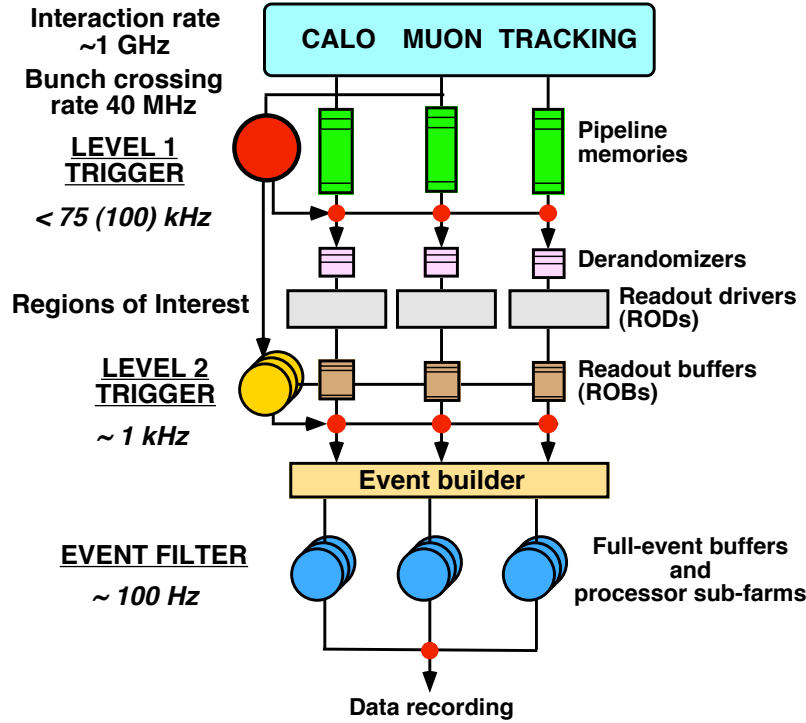 Interaction rate
~1 GHz
CALO MUON TRACKING
Bunch crossing
rate 40 MHz
LEVEL 1
TRIGGER
< 75 (100) kHz
Pipeline
memories
Derandomizers
Regions of Interest
Readout drivers
(RODs)
LEVEL 2
TRIGGER
~ 1 kHz
Readout buffers
(ROBs)
Event builder
EVENT FILTER
~ 100 Hz
Full-event buffers
and
processor sub-farms
Data recording